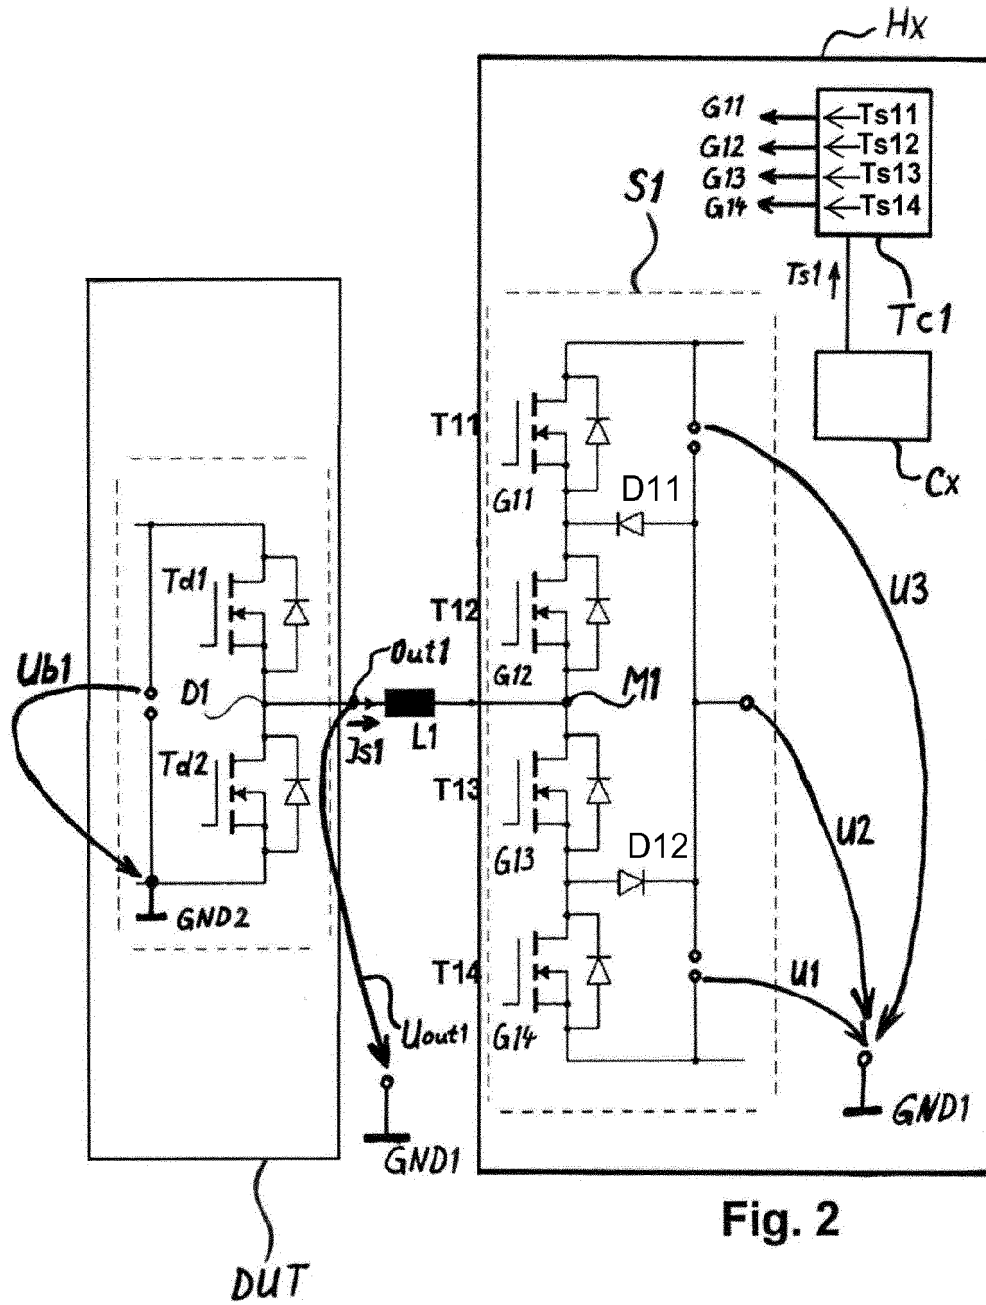 Hx
G11
Ts11
G12
Ts12
G13
Ts13
G14
Ts14
S1
Ts1
Tc1
Cx
T11
G11
D11
U3
Td1
T12
G12
Out1
Ub1
D1
M1
Js1
L1
Td2
T13
G13
D12
U2
GND2
T14
U1
Uout1
G14
GND1
GND1
Fig. 2
DUT